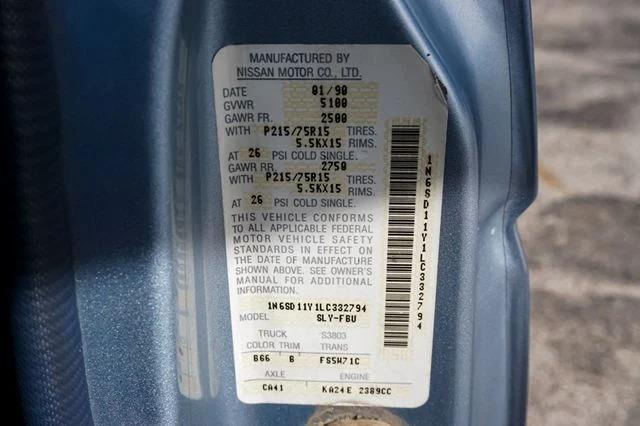 MANUFACTURED BY
NISSAN MOTOR CO., LTD.
DATE 01/90
GVWR 5100
GAWR FR. 2500
WITH P215/75R15 TIRES.
5.5KX15 RIMS.
AT 26 PSI COLD SINGLE.
GAWR RR. 2750
WITH P215/75R15 TIRES.
5.5KX15 RIMS.
AT 26 PSI COLD SINGLE.
THIS VEHICLE CONFORMS
TO ALL APPLICABLE FEDERAL
MOTOR VEHICLE SAFETY
STANDARDS IN EFFECT ON
THE DATE OF MANUFACTURE
SHOWN ABOVE. SEE OWNER'S
MANUAL FOR ADDITIONAL
INFORMATION.
1N6SD11Y1LC332794
MODEL SLY-FBU
TRUCK S3803
COLOR TRIM TRANS
B66 B FS5W71C
AXLE ENGINE
CA41 KA24E 2389CC
1N6SD11Y1LC332794